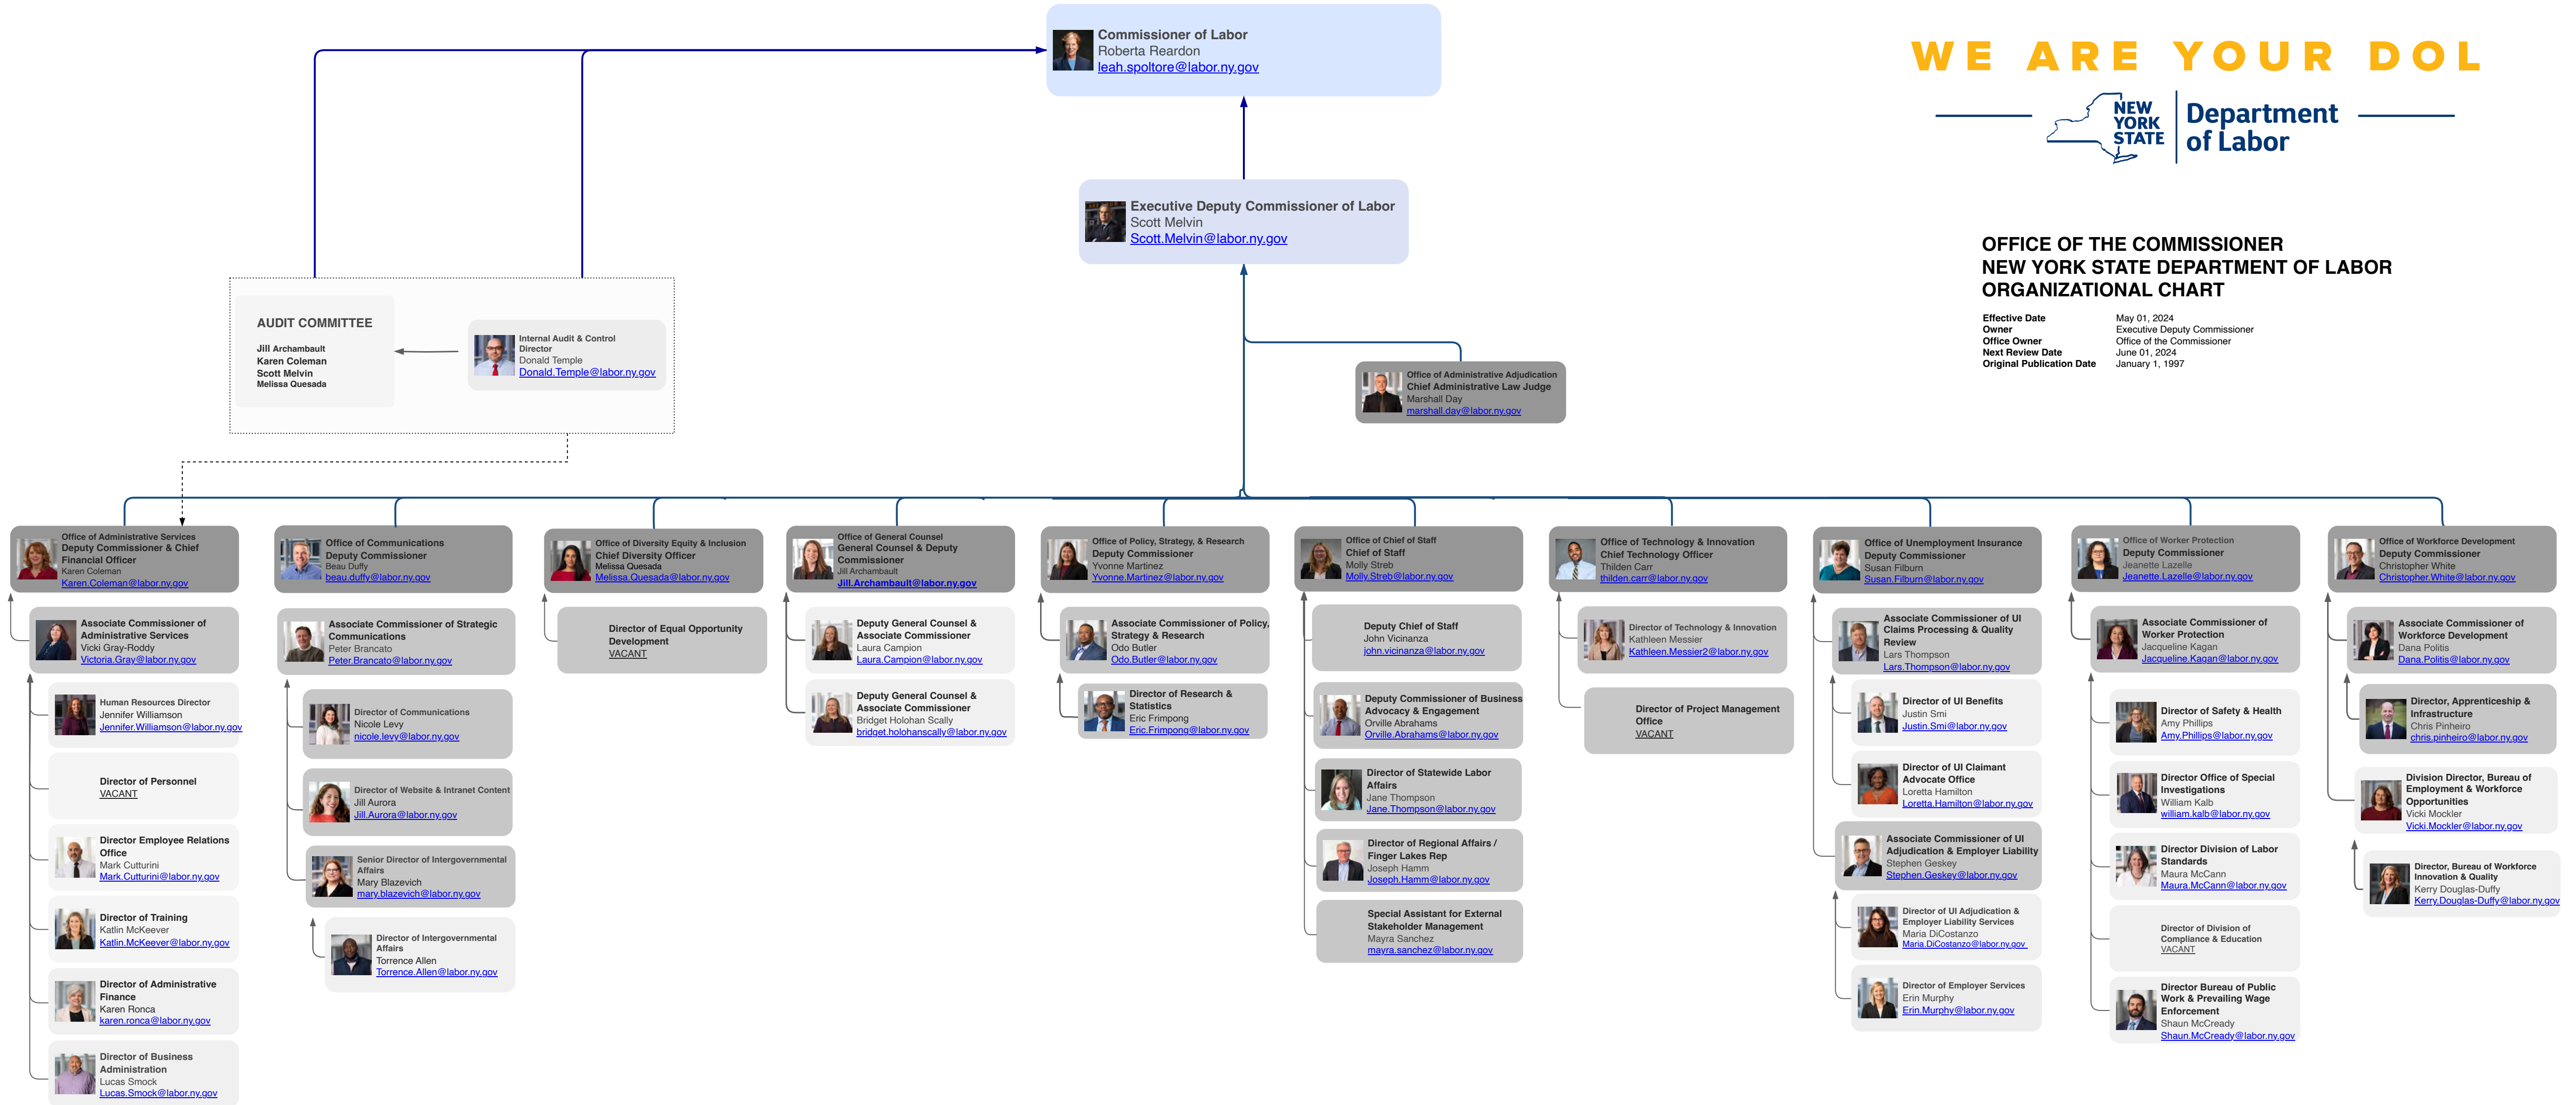 Commissioner of Labor
Roberta Reardon
leah.spoltore@labor.ny.gov
WE ARE YOUR DOL
NEW
YORK
STATE
Department
of Labor
Executive Deputy Commissioner of Labor
Scott Melvin
Scott.Melvin@labor.ny.gov
OFFICE OF THE COMMISSIONER
NEW YORK STATE DEPARTMENT OF LABOR
ORGANIZATIONAL CHART
Effective Date May 01, 2024
Owner Executive Deputy Commissioner
Office Owner Office of the Commissioner
Next Review Date June 01, 2024
Original Publication Date January 1, 1997
AUDIT COMMITTEE
Jill Archambault
Karen Coleman
Scott Melvin
Melissa Quesada
Internal Audit & Control
Director
Donald Temple
Donald.Temple@labor.ny.gov
Office of Administrative Adjudication
Chief Administrative Law Judge
Marshall Day
marshall.day@labor.ny.gov
Office of Administrative Services
Deputy Commissioner & Chief
Financial Officer
Karen Coleman
Karen.Coleman@labor.ny.gov
Associate Commissioner of
Administrative Services
Vicki Gray-Roddy
Victoria.Gray@labor.ny.gov
Human Resources Director
Jennifer Williamson
Jennifer.Williamson@labor.ny.gov
Director of Personnel
VACANT
Director Employee Relations
Office
Mark Cutturini
Mark.Cutturini@labor.ny.gov
Director of Training
Katlin McKeever
Katlin.McKeever@labor.ny.gov
Director of Administrative
Finance
Karen Ronca
karen.ronca@labor.ny.gov
Director of Business
Administration
Lucas Smock
Lucas.Smock@labor.ny.gov
Office of Communications
Deputy Commissioner
Beau Duffy
beau.duffy@labor.ny.gov
Associate Commissioner of Strategic
Communications
Peter Brancato
Peter.Brancato@labor.ny.gov
Director of Communications
Nicole Levy
nicole.levy@labor.ny.gov
Director of Website & Intranet Content
Jill Aurora
Jill.Aurora@labor.ny.gov
Senior Director of Intergovernmental
Affairs
Mary Blazevich
mary.blazevich@labor.ny.gov
Director of Intergovernmental
Affairs
Torrence Allen
Torrence.Allen@labor.ny.gov
Office of Diversity Equity & Inclusion
Chief Diversity Officer
Melissa Quesada
Melissa.Quesada@labor.ny.gov
Director of Equal Opportunity
Development
VACANT
Office of General Counsel
General Counsel & Deputy
Commissioner
Jill Archambault
Jill.Archambault@labor.ny.gov
Deputy General Counsel &
Associate Commissioner
Laura Campion
Laura.Campion@labor.ny.gov
Deputy General Counsel &
Associate Commissioner
Bridget Holohan Scally
bridget.holohanscally@labor.ny.gov
Office of Policy, Strategy, & Research
Deputy Commissioner
Yvonne Martinez
Yvonne.Martinez@labor.ny.gov
Associate Commissioner of Policy,
Strategy & Research
Odo Butler
Odo.Butler@labor.ny.gov
Director of Research &
Statistics
Eric Frimpong
Eric.Frimpong@labor.ny.gov
Office of Chief of Staff
Chief of Staff
Molly Streb
Molly.Streb@labor.ny.gov
Deputy Chief of Staff
John Vicinanza
john.vicinanza@labor.ny.gov
Deputy Commissioner of Business
Advocacy & Engagement
Orville Abrahams
Orville.Abrahams@labor.ny.gov
Director of Statewide Labor
Affairs
Jane Thompson
Jane.Thompson@labor.ny.gov
Director of Regional Affairs /
Finger Lakes Rep
Joseph Hamm
Joseph.Hamm@labor.ny.gov
Special Assistant for External
Stakeholder Management
Mayra Sanchez
mayra.sanchez@labor.ny.gov
Office of Technology & Innovation
Chief Technology Officer
Thilden Carr
thilden.carr@labor.ny.gov
Director of Technology & Innovation
Kathleen Messier
Kathleen.Messier2@labor.ny.gov
Director of Project Management
Office
VACANT
Office of Unemployment Insurance
Deputy Commissioner
Susan Filburn
Susan.Filburn@labor.ny.gov
Associate Commissioner of UI
Claims Processing & Quality
Review
Lars Thompson
Lars.Thompson@labor.ny.gov
Director of UI Benefits
Justin Smi
Justin.Smi@labor.ny.gov
Director of UI Claimant
Advocate Office
Loretta Hamilton
Loretta.Hamilton@labor.ny.gov
Associate Commissioner of UI
Adjudication & Employer Liability
Stephen Geskey
Stephen.Geskey@labor.ny.gov
Director of UI Adjudication &
Employer Liability Services
Maria DiCostanzo
Maria.DiCostanzo@labor.ny.gov
Director of Employer Services
Erin Murphy
Erin.Murphy@labor.ny.gov
Office of Worker Protection
Deputy Commissioner
Jeanette Lazelle
Jeanette.Lazelle@labor.ny.gov
Associate Commissioner of
Worker Protection
Jacqueline Kagan
Jacqueline.Kagan@labor.ny.gov
Director of Safety & Health
Amy Phillips
Amy.Phillips@labor.ny.gov
Director Office of Special
Investigations
William Kalb
william.kalb@labor.ny.gov
Director Division of Labor
Standards
Maura McCann
Maura.McCann@labor.ny.gov
Director of Division of
Compliance & Education
VACANT
Director Bureau of Public
Work & Prevailing Wage
Enforcement
Shaun McCready
Shaun.McCready@labor.ny.gov
Office of Workforce Development
Deputy Commissioner
Christopher White
Christopher.White@labor.ny.gov
Associate Commissioner of
Workforce Development
Dana Politis
Dana.Politis@labor.ny.gov
Director, Apprenticeship &
Infrastructure
Chris Pinheiro
chris.pinheiro@labor.ny.gov
Division Director, Bureau of
Employment & Workforce
Opportunities
Vicki Mockler
Vicki.Mockler@labor.ny.gov
Director, Bureau of Workforce
Innovation & Quality
Kerry Douglas-Duffy
Kerry.Douglas-Duffy@labor.ny.gov